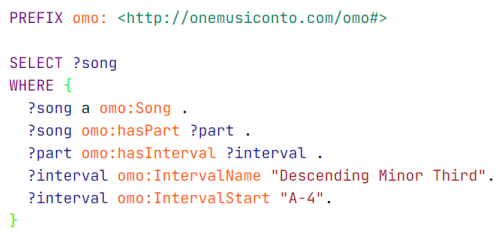 PREFIX omo: <http://onemusiconto.com/omo#>
SELECT ?song
WHERE {
?song a omo:Song .
?song omo:hasPart ?part .
?part omo:hasInterval ?interval .
?interval omo:IntervalName "Descending Minor Third".
?interval omo:IntervalStart "A-4".
}